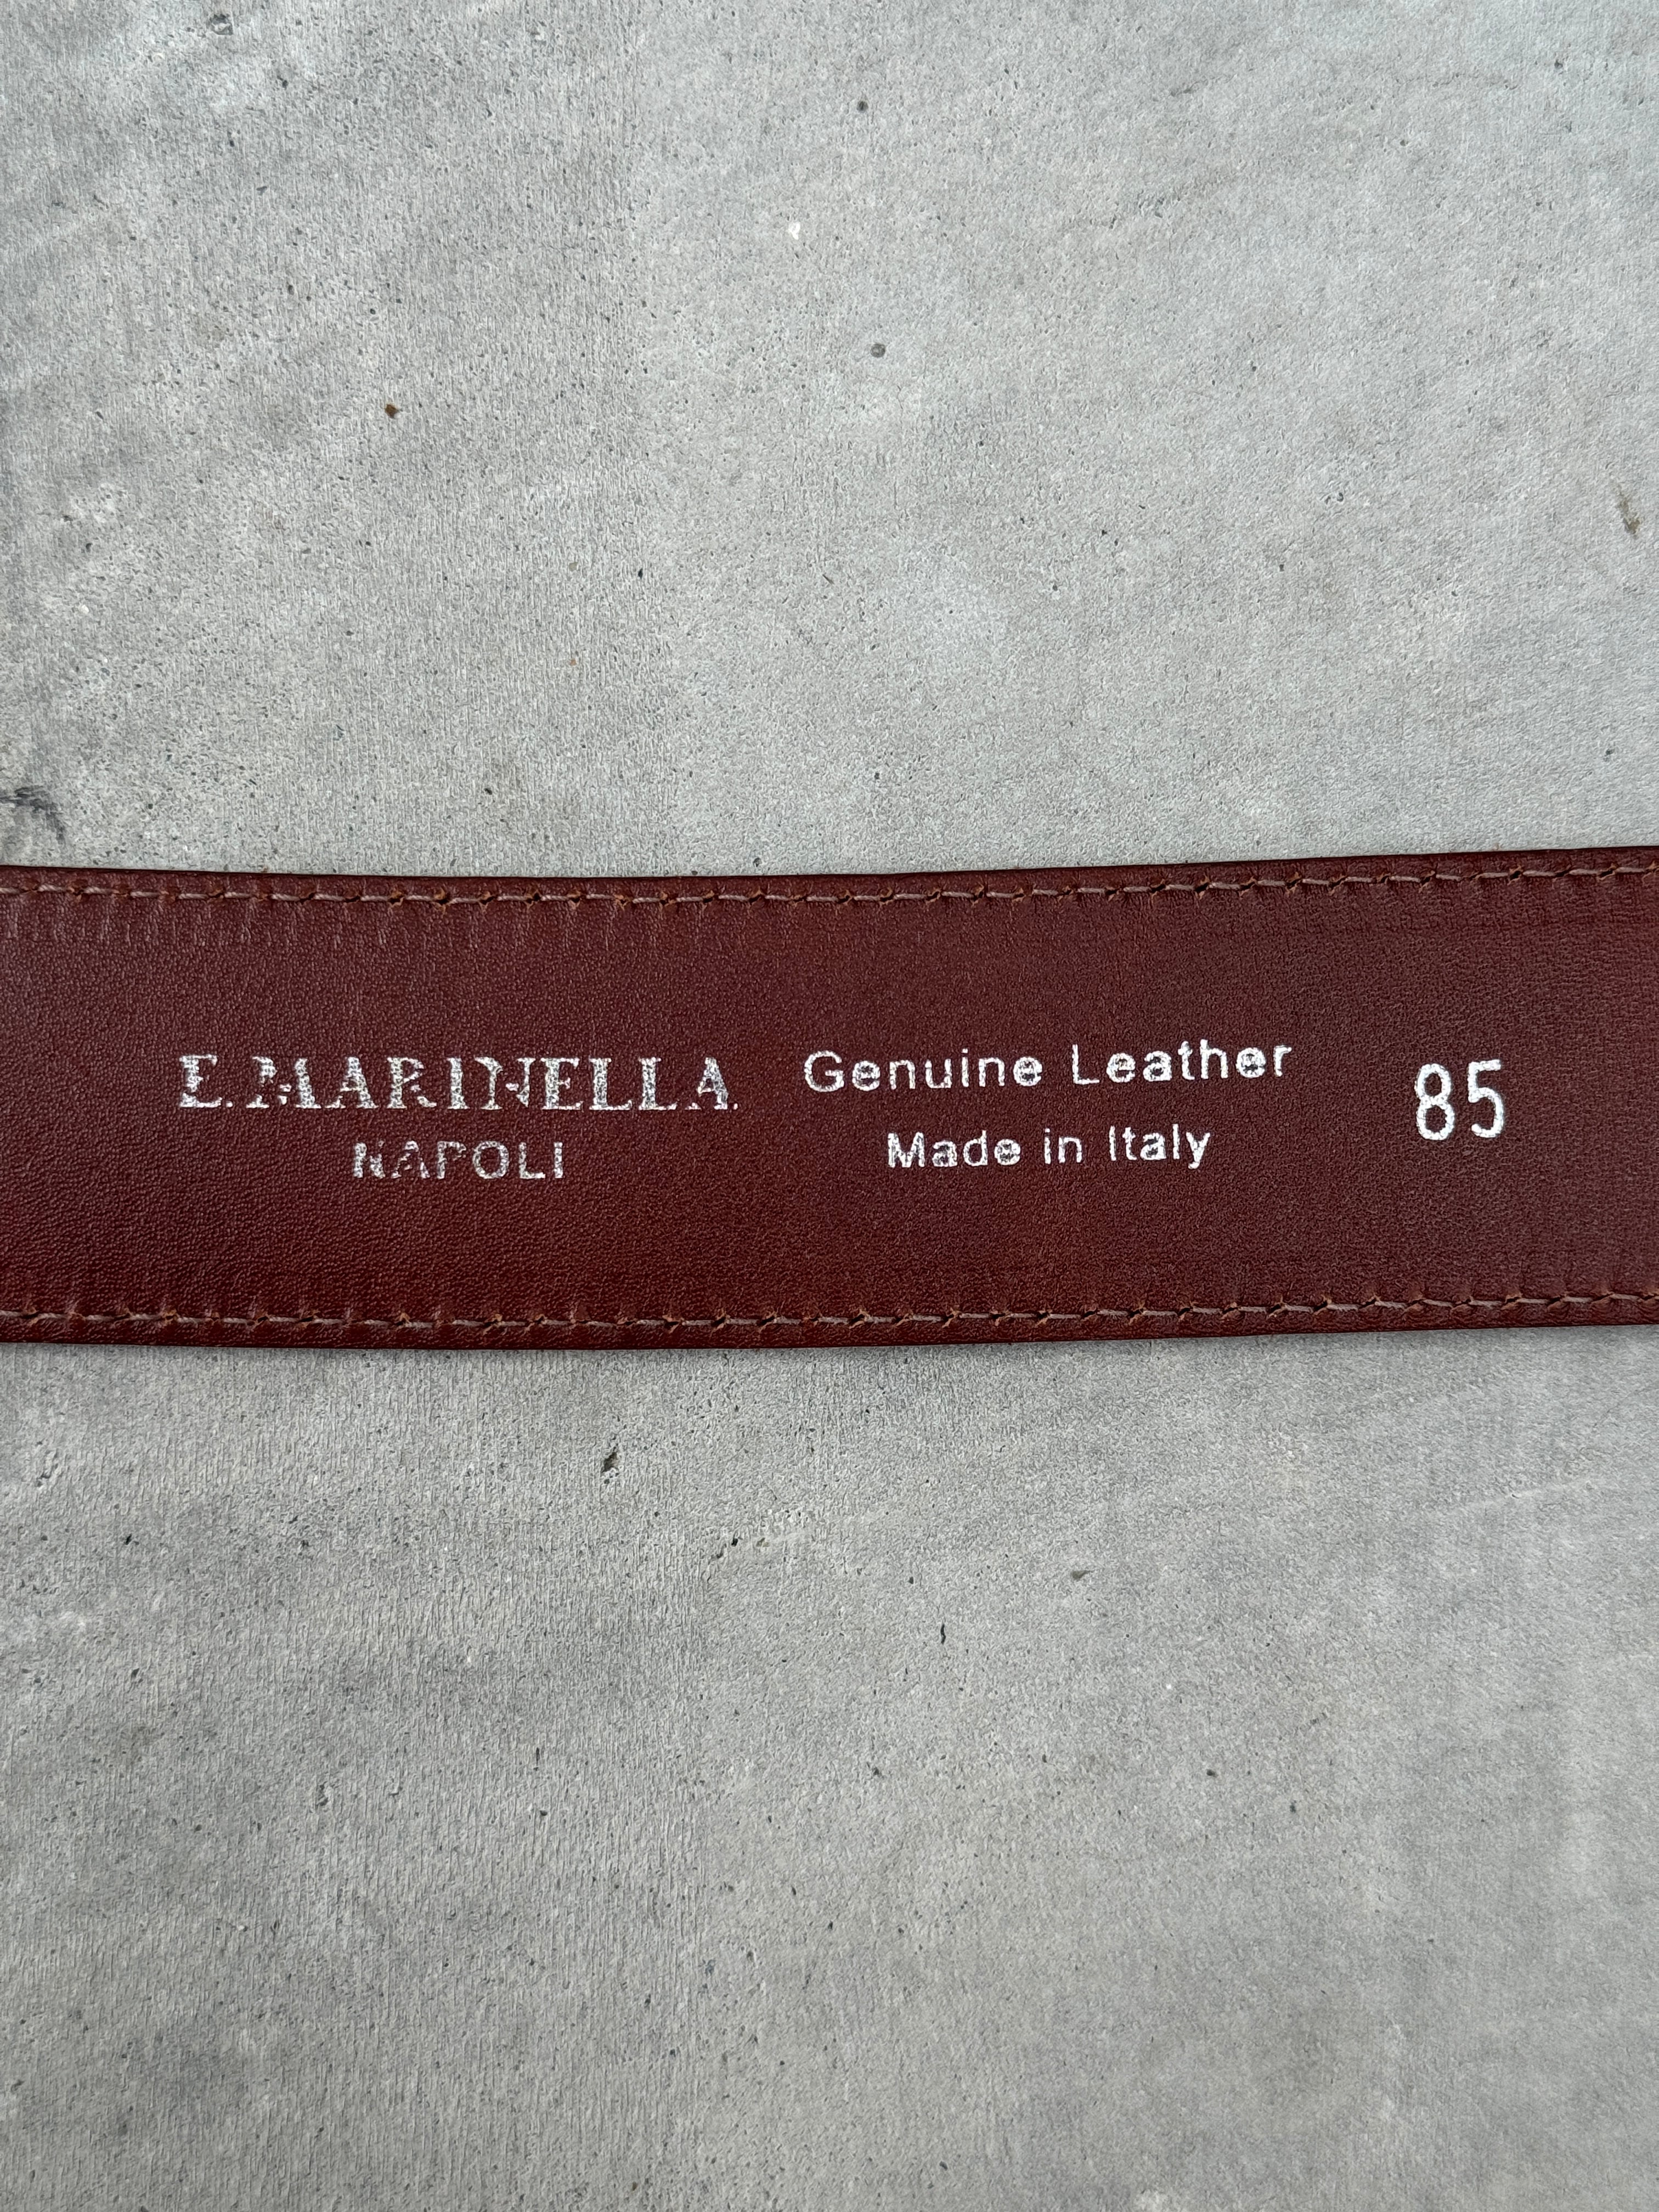 E.MARINELLA
NAPOLI
Genuine Leather
Made in Italy
85